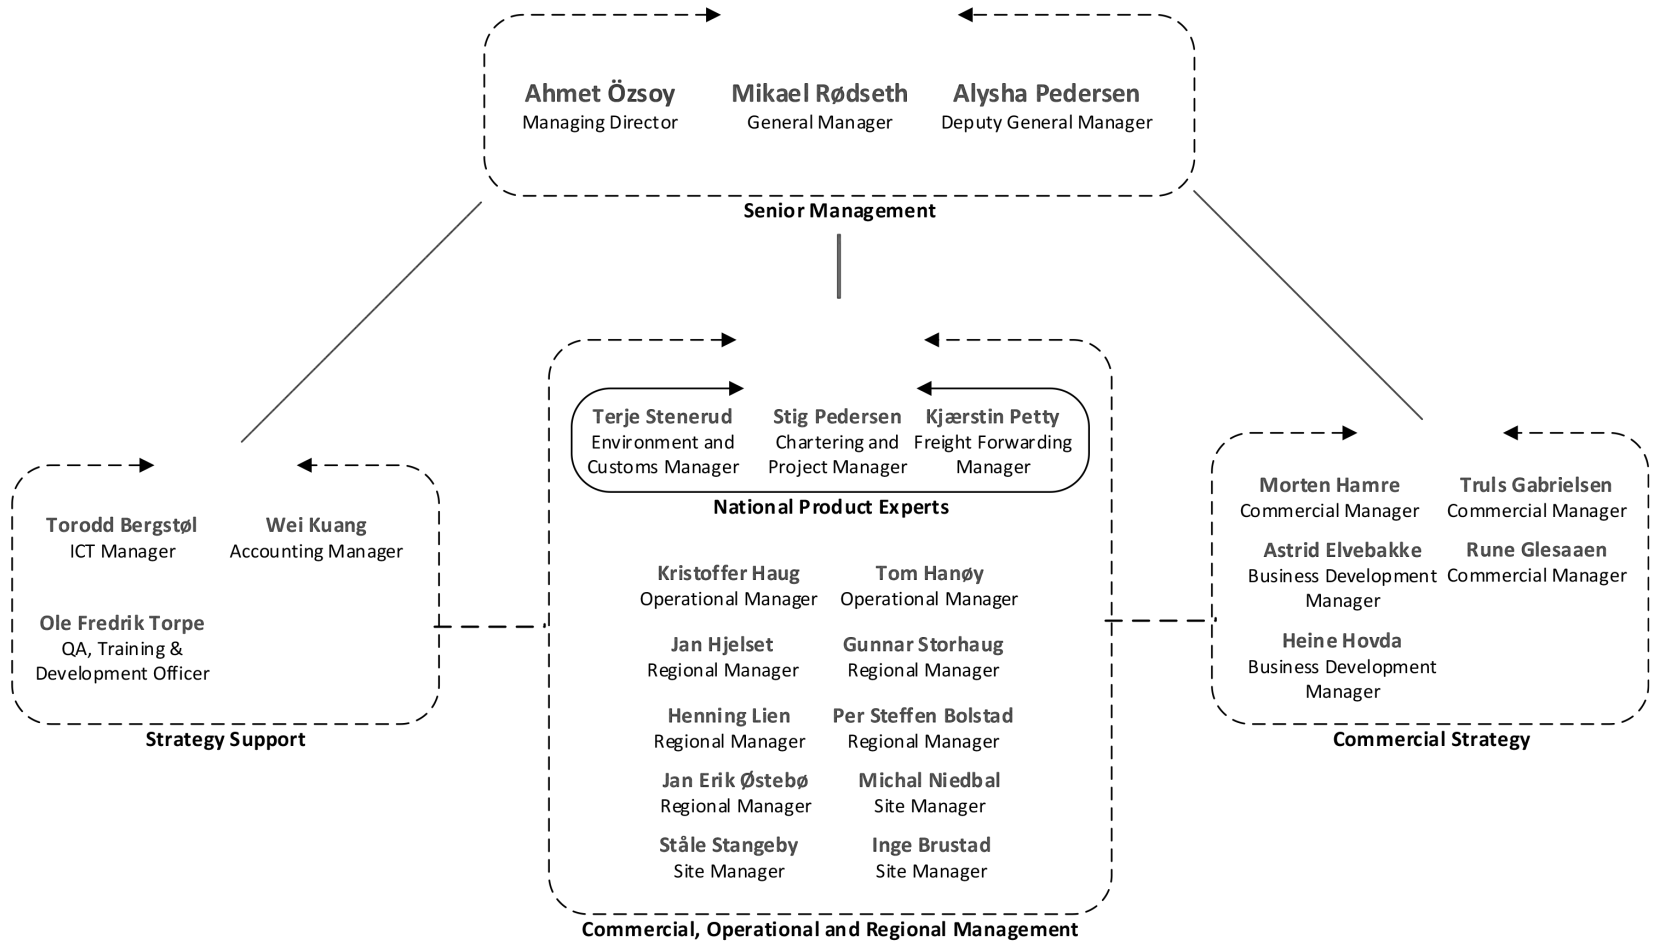 Ahmet Özsoy
Managing Director
Mikael Rødseth
General Manager
Alysha Pedersen
Deputy General Manager
Senior Management
Terje Stenerud
Environment and
Customs Manager
Stig Pedersen
Chartering and
Project Manager
Kjærstin Petty
Freight Forwarding
Manager
National Product Experts
Kristoffer Haug
Operational Manager
Tom Hanøy
Operational Manager
Jan Hjelset
Regional Manager
Gunnar Storhaug
Regional Manager
Henning Lien
Regional Manager
Per Steffen Bolstad
Regional Manager
Jan Erik Østebø
Regional Manager
Michal Niedbal
Site Manager
Ståle Stangeby
Site Manager
Inge Brustad
Site Manager
Commercial, Operational and Regional Management
Torodd Bergstøl
ICT Manager
Wei Kuang
Accounting Manager
Ole Fredrik Torpe
QA, Training &
Development Officer
Strategy Support
Morten Hamre
Commercial Manager
Truls Gabrielsen
Commercial Manager
Astrid Elvebakke
Business Development
Manager
Rune Glesaaen
Commercial Manager
Heine Hovda
Business Development
Manager
Commercial Strategy